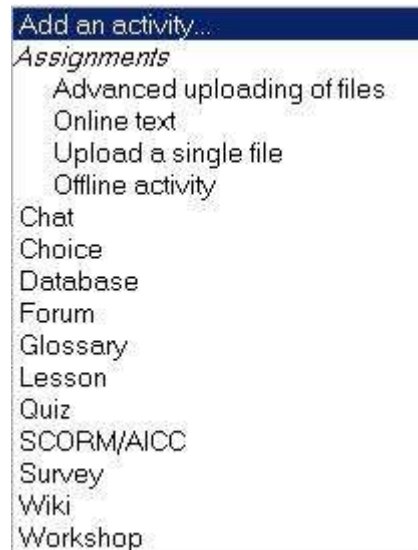 Add an activity...
Assignments
Advanced uploading of files
Online text
Upload a single file
Offline activity
Chat
Choice
Database
Forum
Glossary
Lesson
Quiz
SCORM/AICC
Survey
Wiki
Workshop